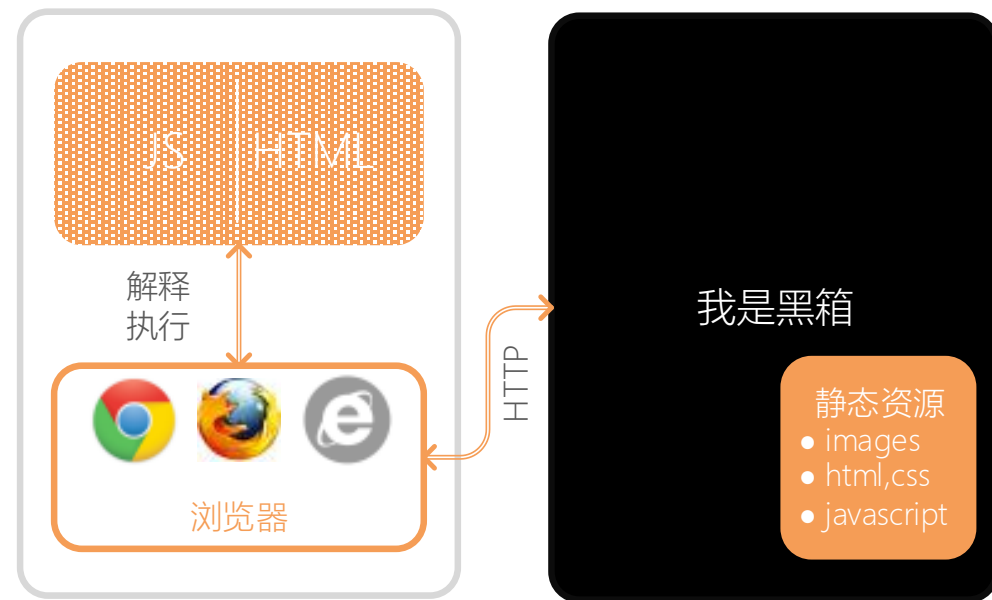 JS HTML
解释
执行
浏览器
HTTP
我是黑箱
静态资源
• images
• html,css
• javascript